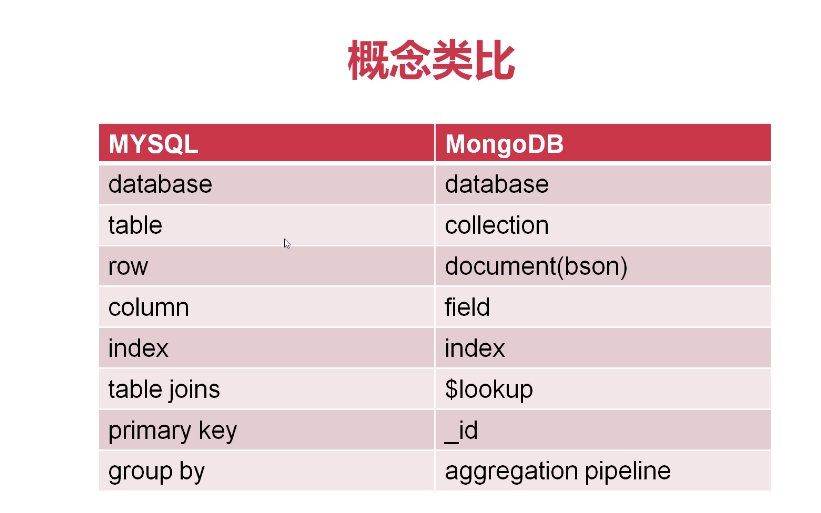 概念类比
MYSQL MongoDB
database database
table collection
row document(bson)
column field
index index
table joins $lookup
primary key _id
group by aggregation pipeline